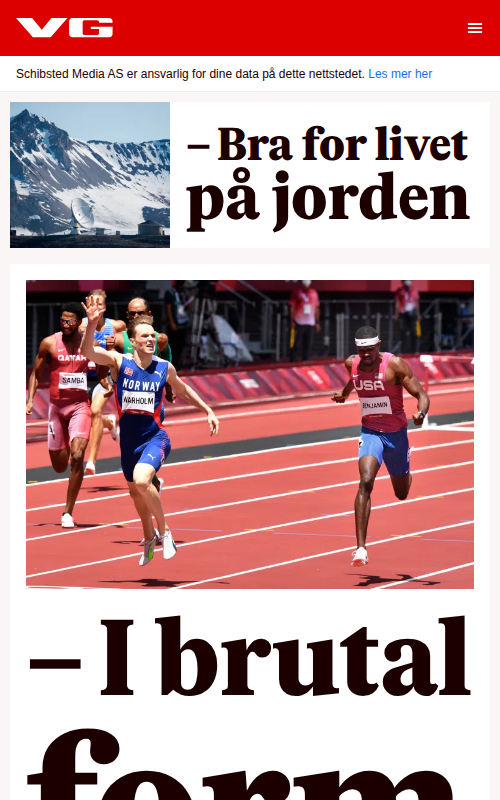 VG
Schibsted Media AS er ansvarlig for dine data på dette nettstedet. Les mer her
– Bra for livet
på jorden
QATAR
SAMBA
NORWAY
WARHOLM
USA
BENJAMIN
– I brutal
form